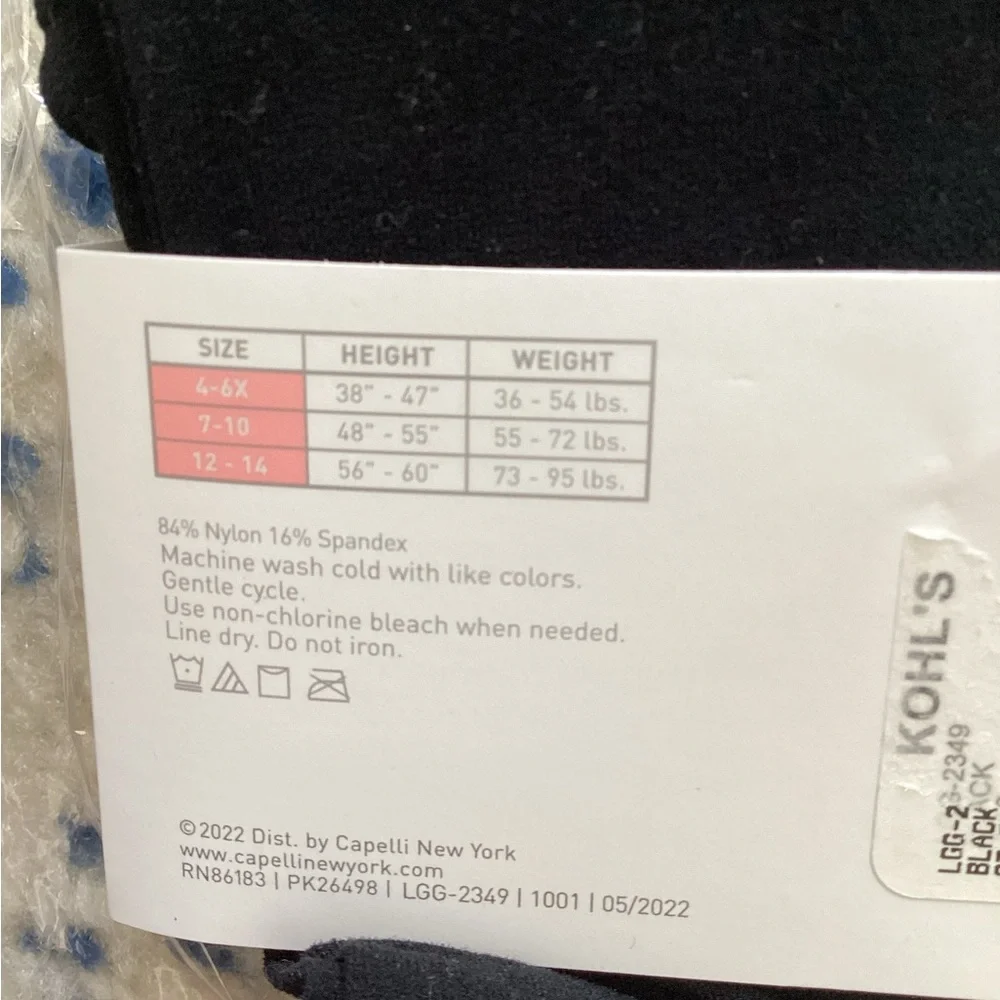 SIZE HEIGHT WEIGHT
4-6X 38" - 47" 36 - 54 lbs.
7-10 48" - 55" 55 - 72 lbs.
12 - 14 56" - 60" 73 - 95 lbs.
84% Nylon 16% Spandex
Machine wash cold with like colors.
Gentle cycle.
Use non-chlorine bleach when needed.
Line dry. Do not iron.
©2022 Dist. by Capelli New York
www.capellinewyork.com
RN86183 | PK26498 | LGG-2349 | 1001 | 05/2022
KOHL'S
LGG-2349
BLACK